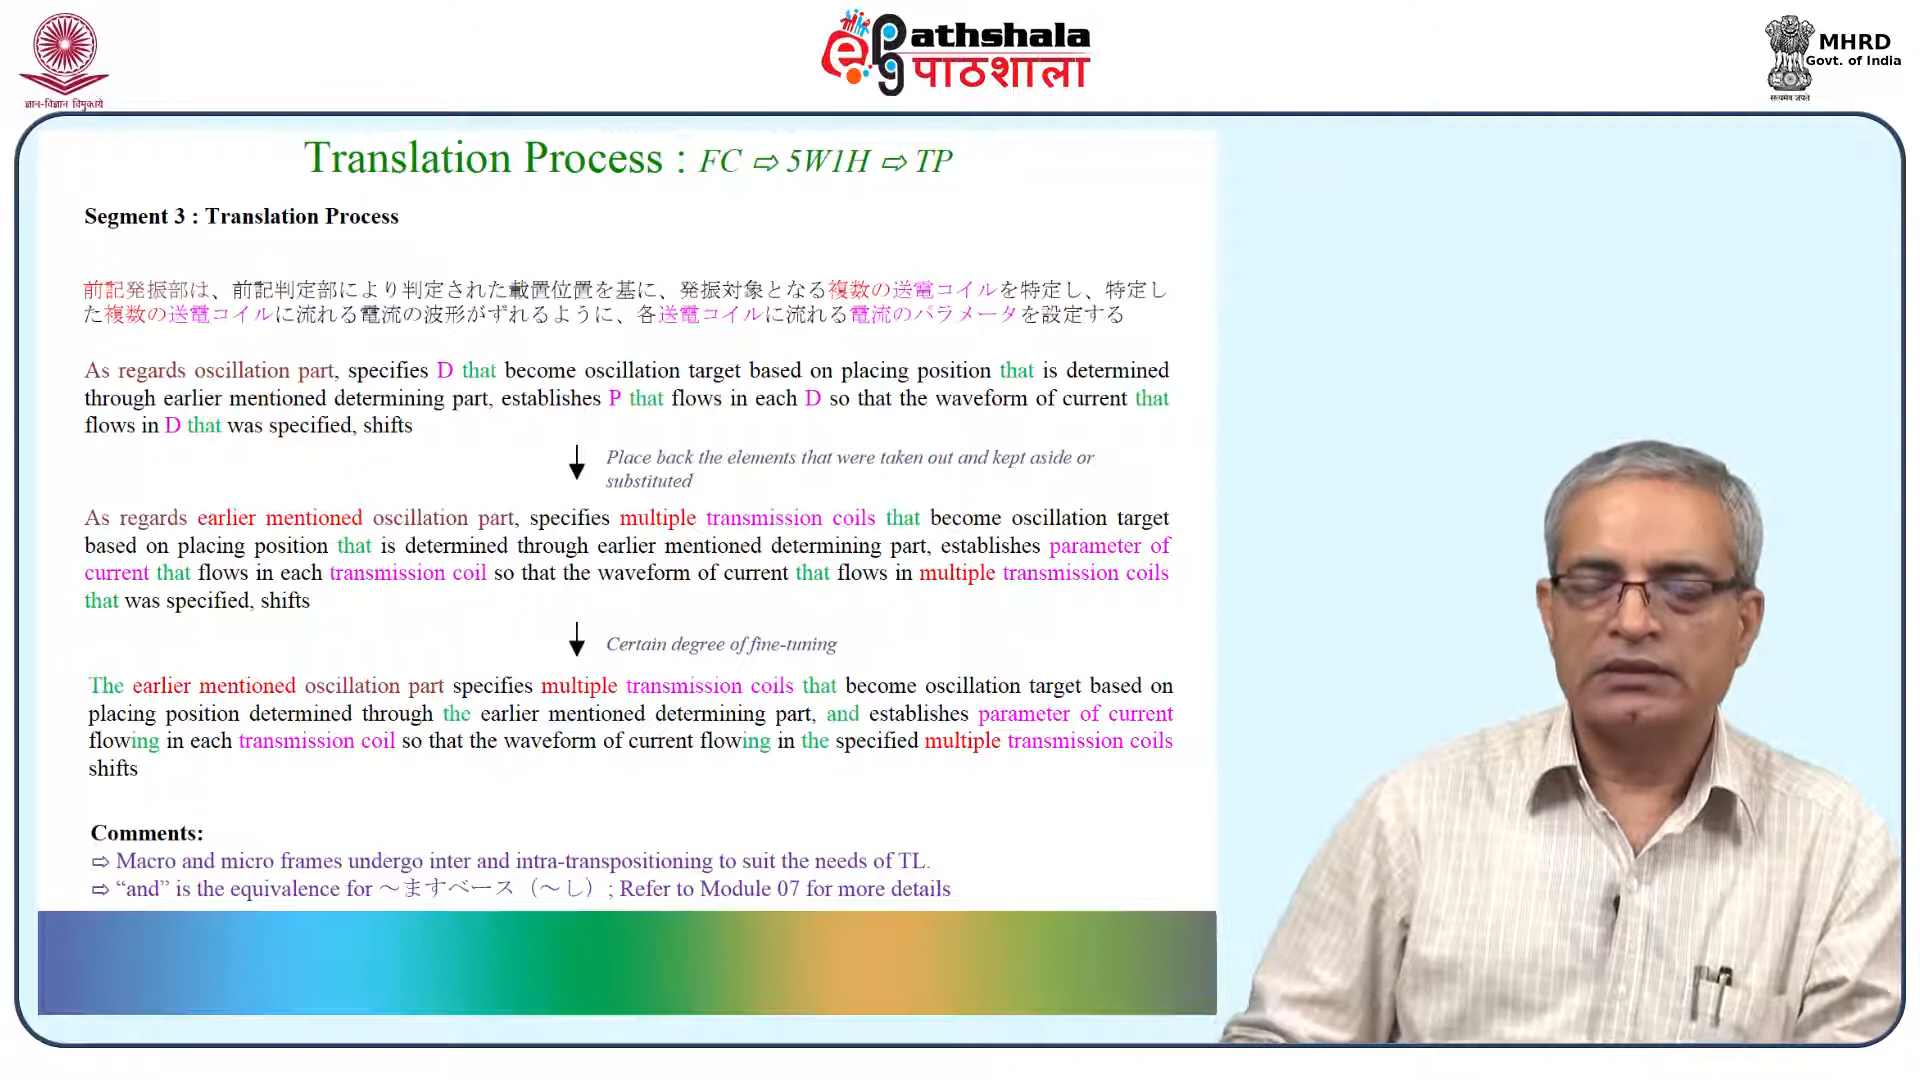 ज्ञान-विज्ञान विमुक्तये
ePathshala
पाठशाला
MHRD
Govt. of India
सत्यमेव जयते
Translation Process : FC ⇨ 5W1H ⇨ TP
Segment 3 : Translation Process
前記発振部は、前記判定部により判定された載置位置を基に、発振対象となる複数の送電コイルを特定し、特定し
た複数の送電コイルに流れる電流の波形がずれるように、各送電コイルに流れる電流のパラメータを設定する
As regards oscillation part, specifies D that become oscillation target based on placing position that is determined
through earlier mentioned determining part, establishes P that flows in each D so that the waveform of current that
flows in D that was specified, shifts
Place back the elements that were taken out and kept aside or
substituted
As regards earlier mentioned oscillation part, specifies multiple transmission coils that become oscillation target
based on placing position that is determined through earlier mentioned determining part, establishes parameter of
current that flows in each transmission coil so that the waveform of current that flows in multiple transmission coils
that was specified, shifts
Certain degree of fine-tuning
The earlier mentioned oscillation part specifies multiple transmission coils that become oscillation target based on
placing position determined through the earlier mentioned determining part, and establishes parameter of current
flowing in each transmission coil so that the waveform of current flowing in the specified multiple transmission coils
shifts
Comments:
⇨ Macro and micro frames undergo inter and intra-transpositioning to suit the needs of TL.
⇨ “and” is the equivalence for ～ますベース（～し）; Refer to Module 07 for more details